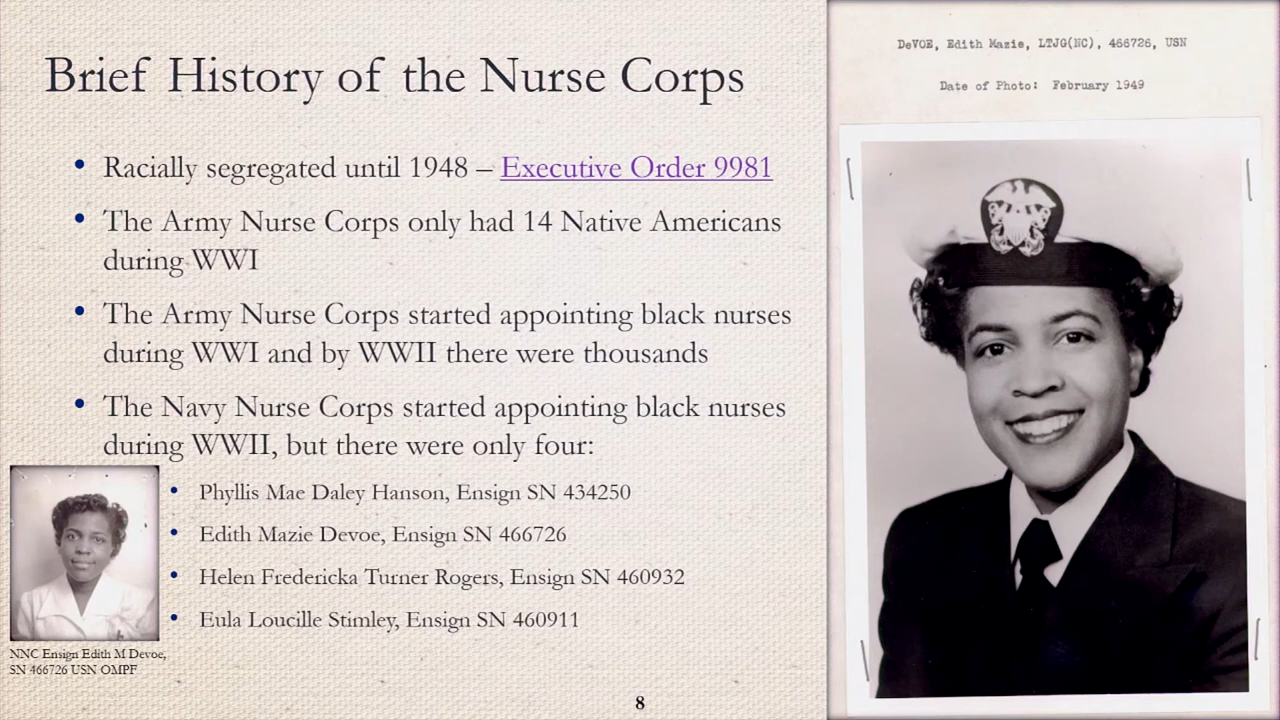 Brief History of the Nurse Corps
• Racially segregated until 1948 – Executive Order 9981
• The Army Nurse Corps only had 14 Native Americans
during WWI
• The Army Nurse Corps started appointing black nurses
during WWI and by WWII there were thousands
• The Navy Nurse Corps started appointing black nurses
during WWII, but there were only four:
• Phyllis Mae Daley Hanson, Ensign SN 434250
• Edith Mazie Devoe, Ensign SN 466726
• Helen Fredericka Turner Rogers, Ensign SN 460932
• Eula Loucille Stimley, Ensign SN 460911
NNC Ensign Edith M Devoe,
SN 466726 USN OMPF
DeVOE, Edith Mazie, LTJG(NC), 466726, USN
Date of Photo: February 1949
8